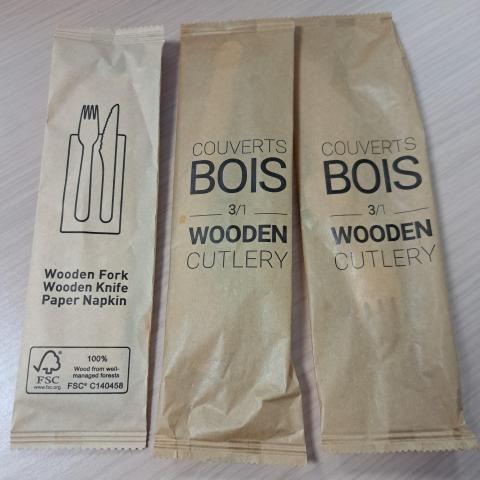 Wooden Fork
Wooden Knife
Paper Napkin
FSC
www.fsc.org
100%
Wood from well-
managed forests
FSC® C140458
COUVERTS
BOIS
3/1
WOODEN
CUTLERY
COUVERTS
BOIS
3/1
WOODEN
CUTLERY